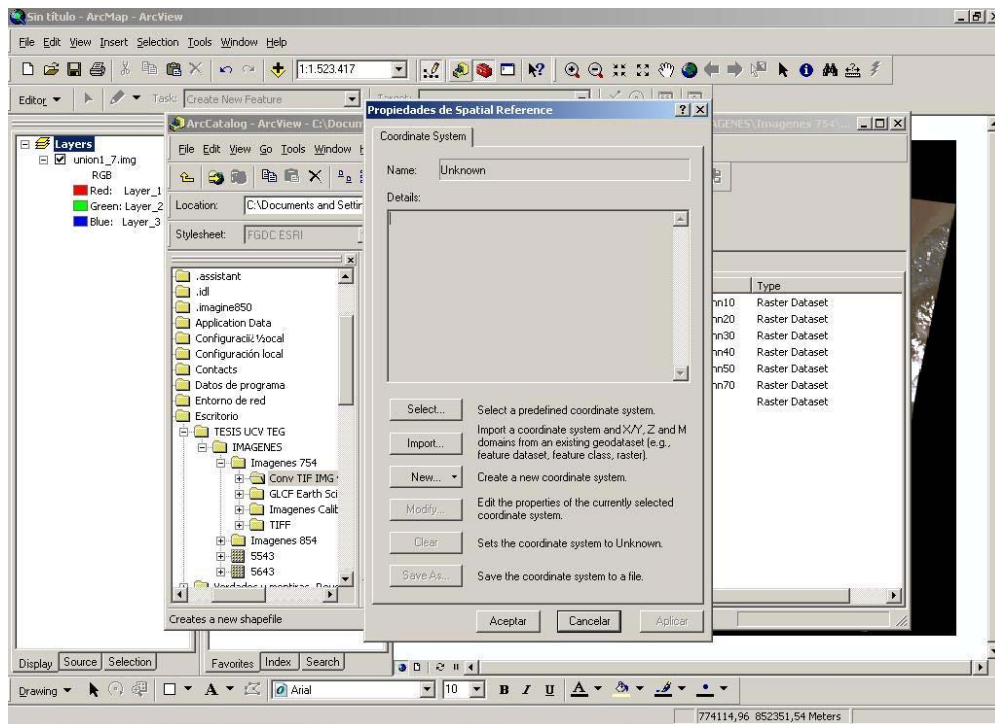 Sin título - ArcMap - ArcView
File Edit View Insert Selection Tools Window Help
1:1.523.417
Editor Task: Create New Feature
Layers
union1_7.img
RGB
Red: Layer_1
Green: Layer_2
Blue: Layer_3
ArcCatalog - ArcView - C:\Docum
AGENES\Imagenes 754\
File Edit View Go Tools Window
Location: C:\Documents and Settin
Stylesheet: FGDC ESRI
.assistant
.idl
.imagine850
Application Data
Configuración local
Contacts
Datos de programa
Entorno de red
Escritorio
TESIS UCV TEG
IMAGENES
Imagenes 754
Conv TIF IMG
GLCF Earth Sci
Imagenes Calib
TIFF
Imagenes 854
5543
5643
Creates a new shapefile
Propiedades de Spatial Reference
Coordinate System
Name: Unknown
Details:
Select... Select a predefined coordinate system.
Import... Import a coordinate system and X/Y, Z and M
domains from an existing geodataset (e.g.,
feature dataset, feature class, raster).
New... Create a new coordinate system.
Modify... Edit the properties of the currently selected
coordinate system.
Clear Sets the coordinate system to Unknown.
Save As... Save the coordinate system to a file.
Aceptar Cancelar Aplicar
Type
nn10 Raster Dataset
nn20 Raster Dataset
nn30 Raster Dataset
nn40 Raster Dataset
nn50 Raster Dataset
nn70 Raster Dataset
Raster Dataset
Display Source Selection
Favorites Index Search
Drawing A Arial 10 B I U A
774114,96 852351,54 Meters